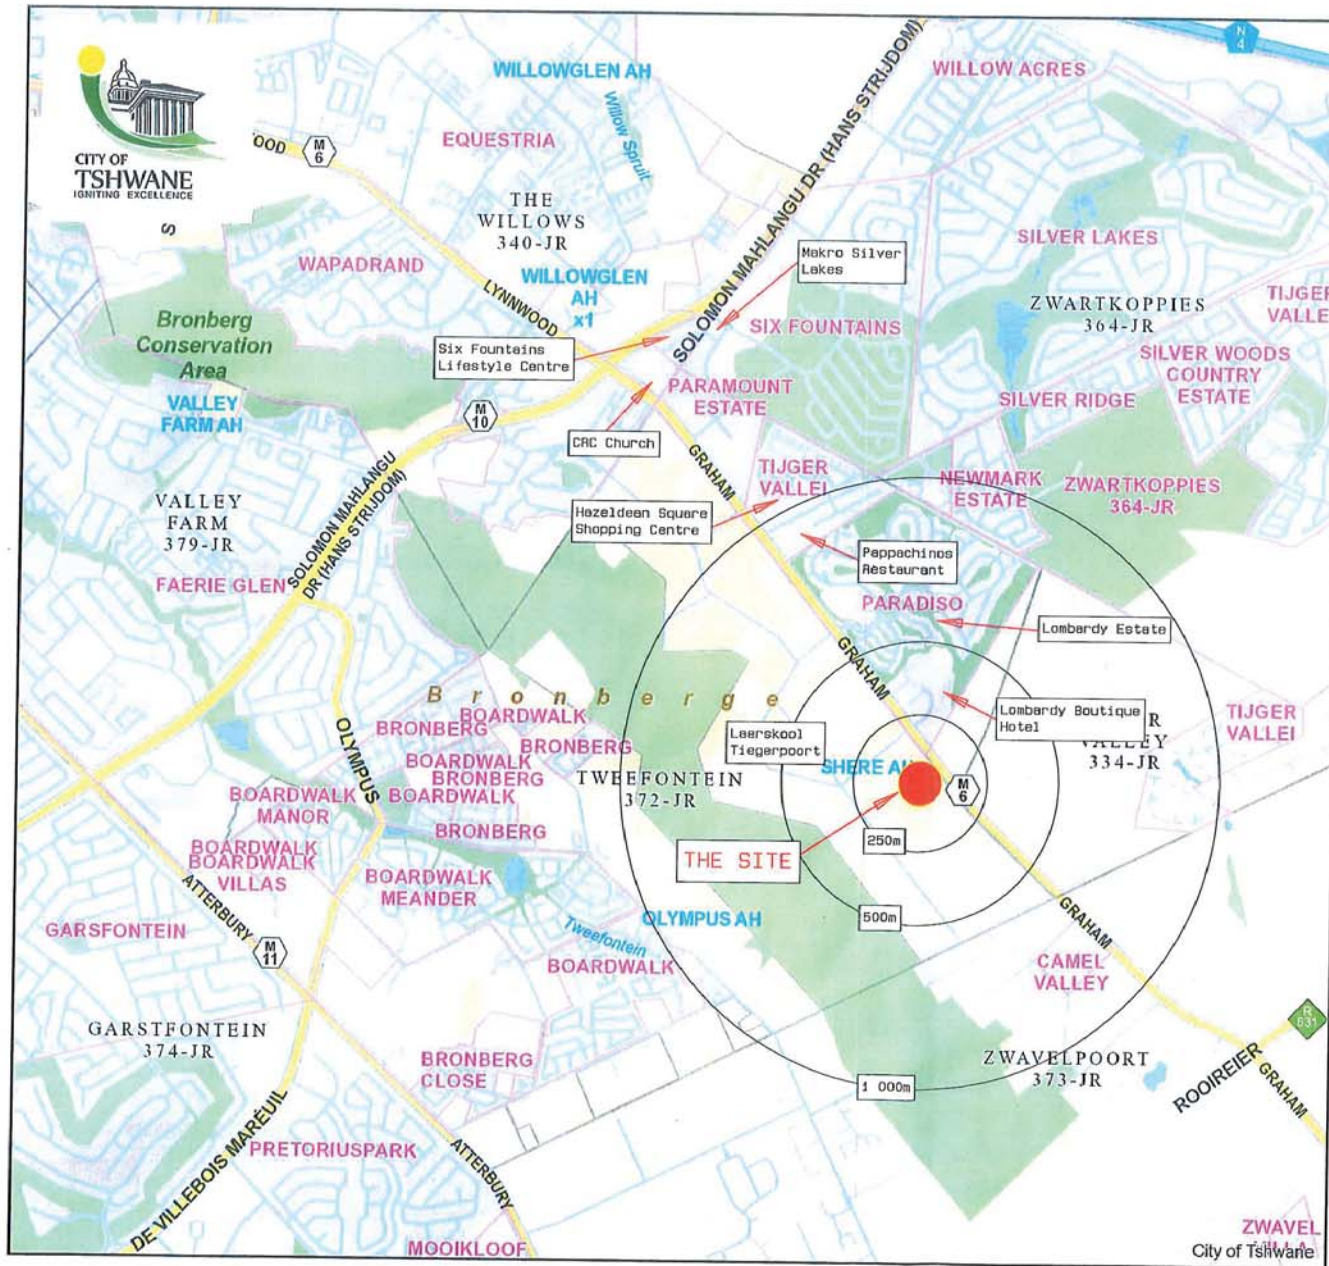 N
4
WILLOWGLEN AH
WILLOW ACRES
Willow Spruit
CITY OF
TSHWANE
IGNITING EXCELLENCE
OOD
M
6
EQUESTRIA
SOLOMON MAHLANGU DR (HANS STRIJDOM)
S
THE
WILLOWS
340-JR
WAPADRAND
SILVER LAKES
Makro Silver
Lakes
WILLOWGLEN
AH
x1
LYNNWOOD
ZWARTKOPPIES
364-JR
TIJGER
VALLE
Bronberg
Conservation
Area
Six Fountains
Lifestyle Centre
SIX FOUNTAINS
SILVER WOODS
COUNTRY
ESTATE
PARAMOUNT
ESTATE
SILVER RIDGE
VALLEY
FARM AH
M
10
CRC Church
GRAHAM
TIJGER
VALLEI
NEWMARK
ESTATE
ZWARTKOPPIES
364-JR
VALLEY
FARM
379-JR
SOLOMON MAHLANGU
DR (HANS STRIJDOM)
Hazeldean Square
Shopping Centre
Pappachinos
Restaurant
FAERIE GLEN
PARADISO
Lombardy Estate
GRAHAM
Bronberge
Lombardy Boutique
Hotel
TIJGER
VALLEI
OLYMPUS
BOARDWALK
BRONBERG
BRONBERG
BOARDWALK
BRONBERG
BOARDWALK
BRONBERG
Laerskool
Tiegerpoort
R
VALLEY
334-JR
SHERE AH
TWEEFONTEIN
372-JR
M
6
BOARDWALK
MANOR
250m
THE SITE
BOARDWALK
BOARDWALK
VILLAS
BOARDWALK
MEANDER
ATTERBURY
500m
OLYMPUS AH
GRAHAM
GARSFONTEIN
M
11
Tweefontein
BOARDWALK
CAMEL
VALLEY
GARSTFONTEIN
374-JR
R
631
BRONBERG
CLOSE
1 000m
ZWAVELPOORT
373-JR
ROOIREIER
GRAHAM
DE VILLEBOIS MAREUIL
PRETORIUSPARK
ATTERBURY
MOOIKLOOF
ZWAVEL
City of Tshwane